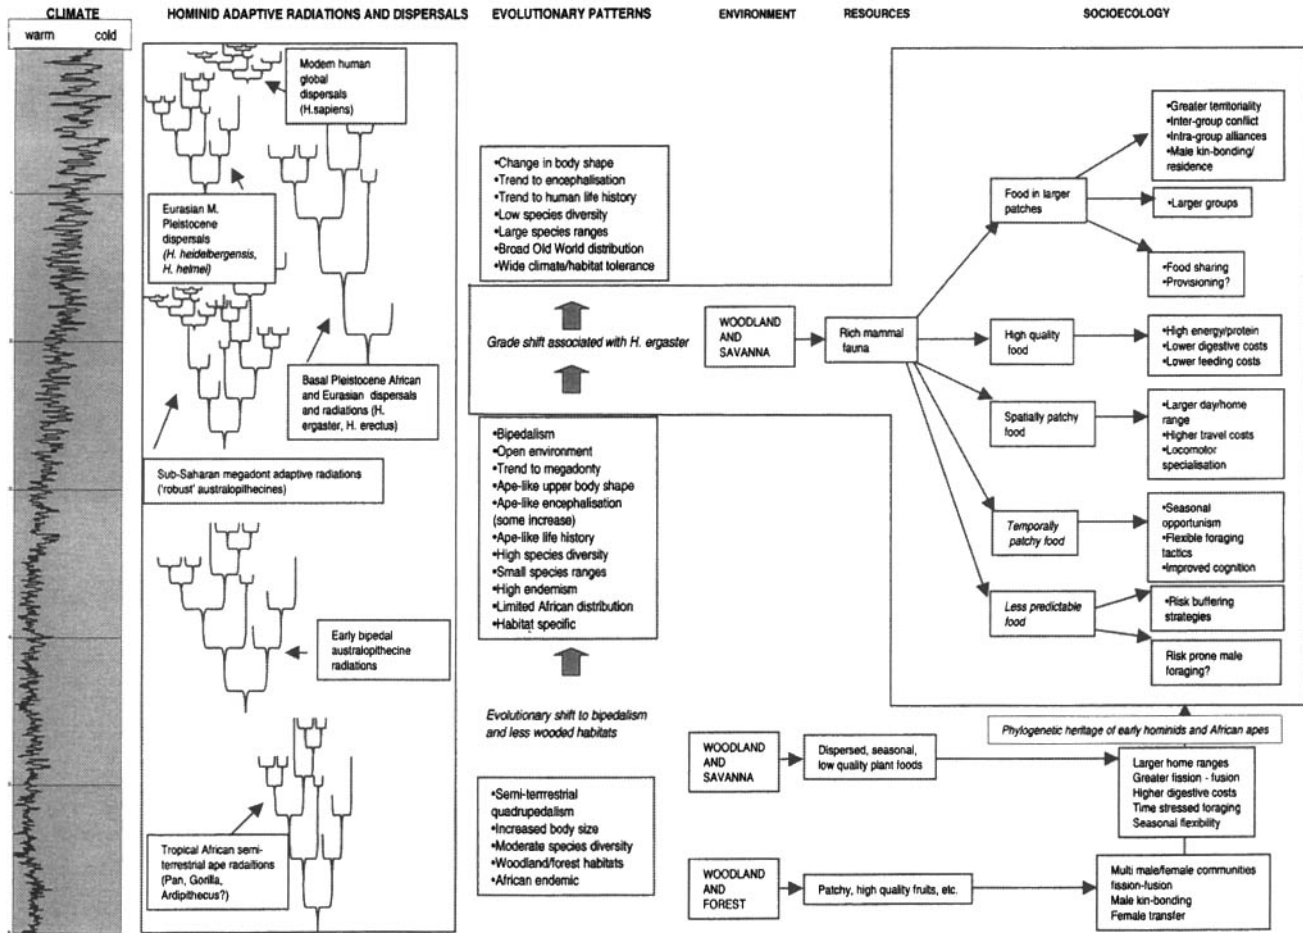 CLIMATE
warm cold
HOMINID ADAPTIVE RADIATIONS AND DISPERSALS
Modern human
global
dispersals
(H.sapiens)
Eurasian M.
Pleistocene
dispersals
(H. heidelbergensis,
H. helmei)
Basal Pleistocene African
and Eurasian dispersals
and radiations (H.
ergaster, H. erectus)
Sub-Saharan megadont adaptive radiations
('robust' australopithecines)
Early bipedal
australopithecine
radiations
Tropical African semi-
terrestrial ape radaitions
(Pan, Gorilla,
Ardipithecus?)
EVOLUTIONARY PATTERNS
•Change in body shape
•Trend to encephalisation
•Trend to human life history
•Low species diversity
•Large species ranges
•Broad Old World distribution
•Wide climate/habitat tolerance
Grade shift associated with H. ergaster
•Bipedalism
•Open environment
•Trend to megadonty
•Ape-like upper body shape
•Ape-like encephalisation
(some increase)
•Ape-like life history
•High species diversity
•Small species ranges
•High endemism
•Limited African distribution
•Habitat specific
Evolutionary shift to bipedalism
and less wooded habitats
•Semi-terrrestrial
quadrupedalism
•Increased body size
•Moderate species diversity
•Woodland/forest habitats
•African endemic
ENVIRONMENT
WOODLAND
AND
SAVANNA
WOODLAND
AND
SAVANNA
WOODLAND
AND
FOREST
RESOURCES
Rich mammal
fauna
Dispersed, seasonal,
low quality plant foods
Patchy, high quality fruits, etc.
SOCIOECOLOGY
Food in larger
patches
High quality
food
Spatially patchy
food
Temporally
patchy food
Less predictable
food
•Greater territoriality
•Inter-group conflict
•Intra-group alliances
•Male kin-bonding/
residence
•Larger groups
•Food sharing
•Provisioning?
•High energy/protein
•Lower digestive costs
•Lower feeding costs
•Larger day/home
range
•Higher travel costs
•Locomotor
specialisation
•Seasonal
opportunism
•Flexible foraging
tactics
•Improved cognition
•Risk buffering
strategies
Risk prone male
foraging?
Phylogenetic heritage of early hominids and African apes
Larger home ranges
Greater fission - fusion
Higher digestive costs
Time stressed foraging
Seasonal flexibility
Multi male/female communities
fission-fusion
Male kin-bonding
Female transfer